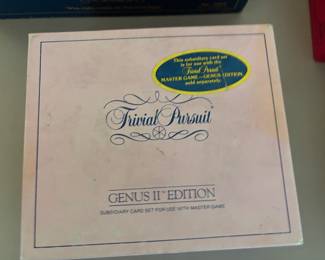 This subsidiary card set
is for use with the
"Trivial Pursuit"
MASTER GAME—GENUS EDITION
sold separately.
Trivial Pursuit
GENUS II™ EDITION
SUBSIDIARY CARD SET FOR USE WITH MASTER GAME